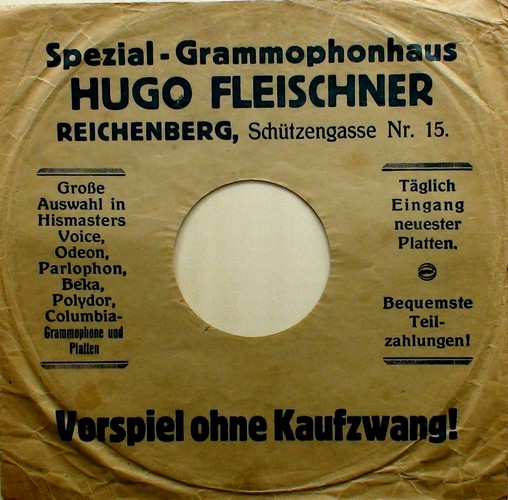 Spezial-Grammophonhaus
HUGO FLEISCHNER
REICHENBERG, Schützengasse Nr. 15.
Große
Auswahl in
Hismasters
Voice,
Odeon,
Parlophon,
Beka,
Polydor,
Columbia-
Grammophone und
Platten
Täglich
Eingang
neuester
Platten.
Bequemste
Teil-
zahlungen!
Vorspiel ohne Kaufzwang!